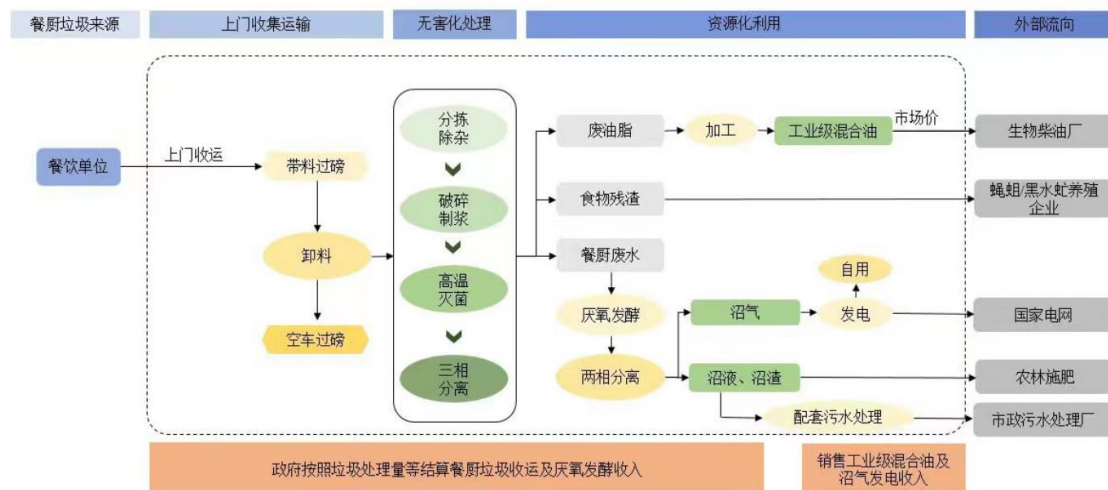 餐厨垃圾来源
上门收集运输
无害化处理
资源化利用
外部流向
餐饮单位
上门收运
带料过磅
卸料
空车过磅
分拣
除杂
破碎
制浆
高温
灭菌
三相
分离
废油脂
加工
工业级混合油
市场价
生物柴油厂
食物残渣
蝇蛆/黑水虻养殖
企业
餐厨废水
厌氧发酵
两相分离
沼气
发电
自用
国家电网
沼液、沼渣
农林施肥
配套污水处理
市政污水处理厂
政府按照垃圾处理量等结算餐厨垃圾收运及厌氧发酵收入
销售工业级混合油及
沼气发电收入